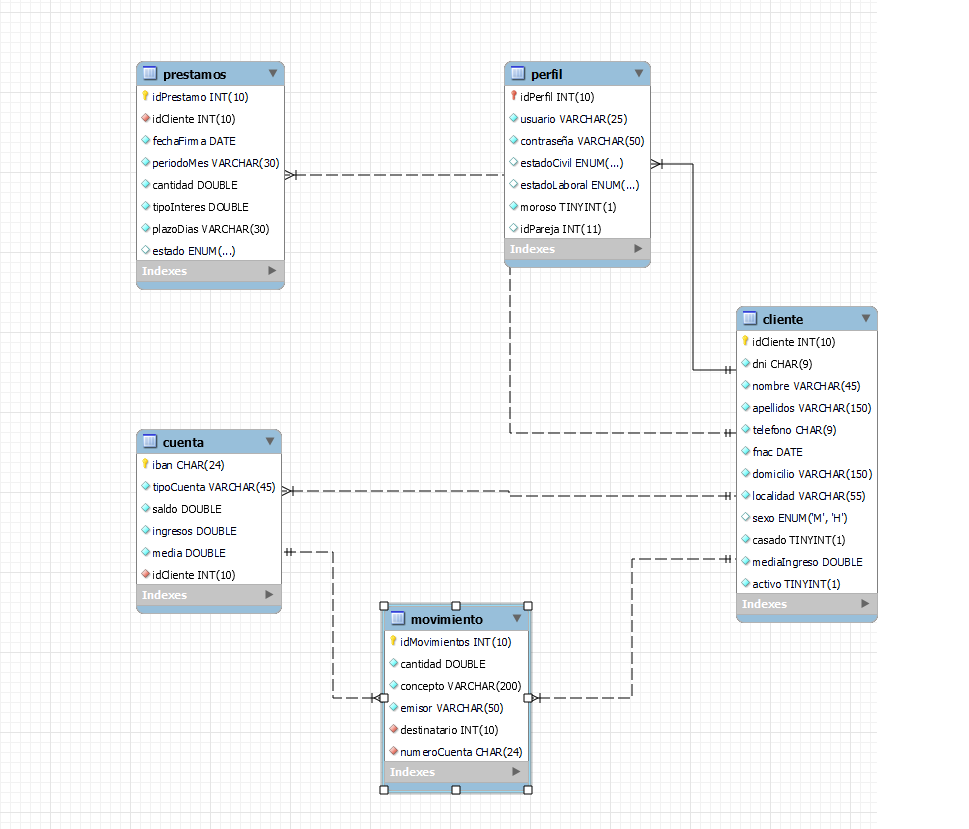 prestamos
idPrestamo INT(10)
idCliente INT(10)
fechaFirma DATE
periodoMes VARCHAR(30)
cantidad DOUBLE
tipoInteres DOUBLE
plazoDias VARCHAR(30)
estado ENUM(...)
Indexes
perfil
idPerfil INT(10)
usuario VARCHAR(25)
contraseña VARCHAR(50)
estadoCivil ENUM(...)
estadoLaboral ENUM(...)
moroso TINYINT(1)
idPareja INT(11)
Indexes
cliente
idCliente INT(10)
dni CHAR(9)
nombre VARCHAR(45)
apellidos VARCHAR(150)
telefono CHAR(9)
fnac DATE
domicilio VARCHAR(150)
localidad VARCHAR(55)
sexo ENUM('M', 'H')
casado TINYINT(1)
mediaIngreso DOUBLE
activo TINYINT(1)
Indexes
cuenta
iban CHAR(24)
tipoCuenta VARCHAR(45)
saldo DOUBLE
ingresos DOUBLE
media DOUBLE
idCliente INT(10)
Indexes
movimiento
idMovimientos INT(10)
cantidad DOUBLE
concepto VARCHAR(200)
emisor VARCHAR(50)
destinatario INT(10)
numeroCuenta CHAR(24)
Indexes